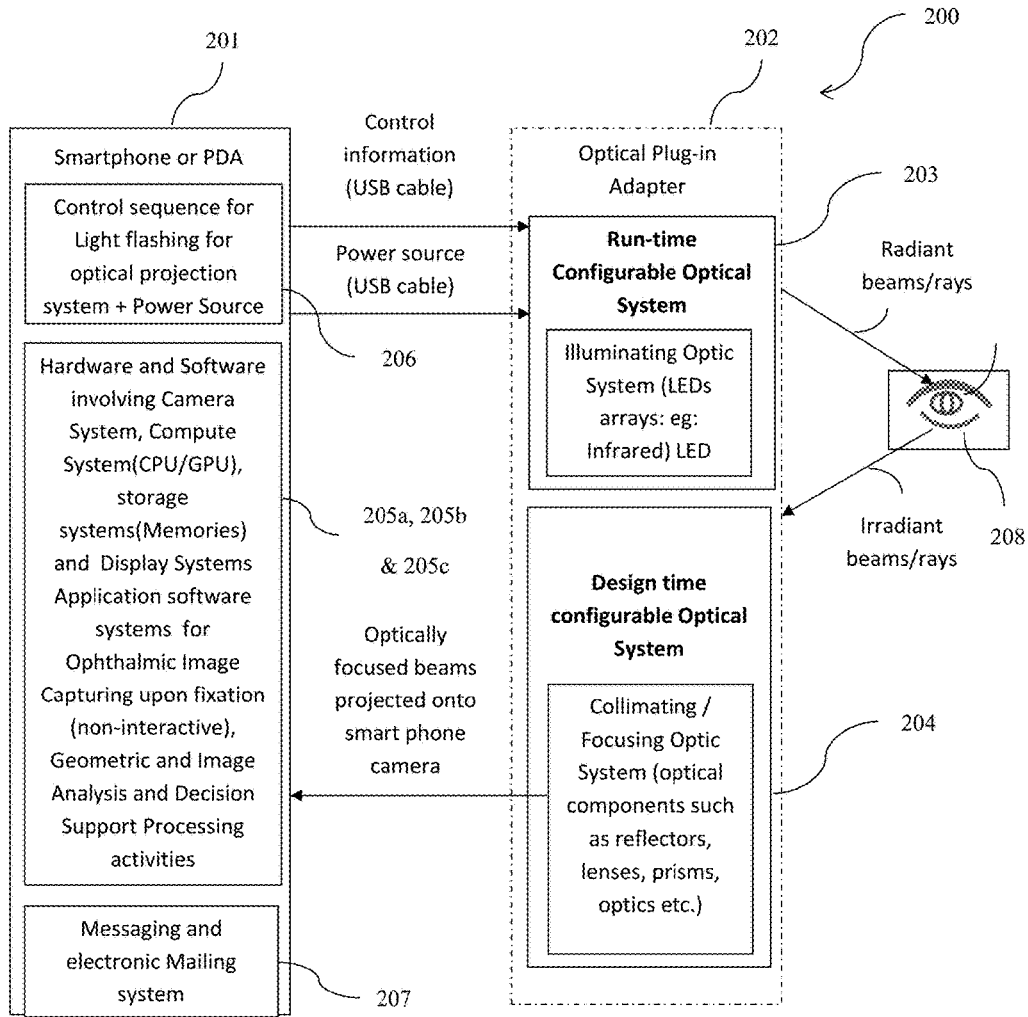 200
201
202
Smartphone or PDA
Control sequence for
Light flashing for
optical projection
system + Power Source
206
Hardware and Software
involving Camera
System, Compute
System(CPU/GPU),
storage
systems(Memories)
and Display Systems
Application software
systems for
Ophthalmic Image
Capturing upon fixation
(non-interactive),
Geometric and Image
Analysis and Decision
Support Processing
activities
205a, 205b
& 205c
Messaging and
electronic Mailing
system
207
Control
information
(USB cable)
Power source
(USB cable)
Optically
focused beams
projected onto
smart phone
camera
Optical Plug-in
Adapter
203
Run-time
Configurable Optical
System
Illuminating Optic
System (LEDs
arrays: eg:
Infrared) LED
Design time
configurable Optical
System
Collimating /
Focusing Optic
System (optical
components such
as reflectors,
lenses, prisms,
optics etc.)
204
Radiant
beams/rays
Irradiant
beams/rays
208